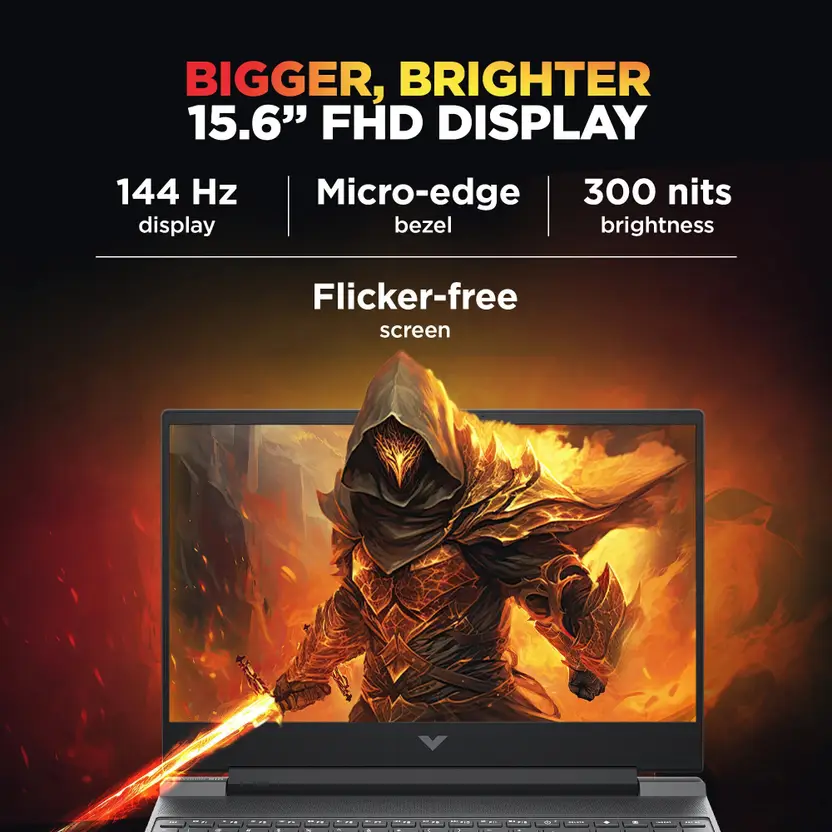 BIGGER, BRIGHTER
15.6” FHD DISPLAY
144 Hz
display
Micro-edge
bezel
300 nits
brightness
Flicker-free
screen